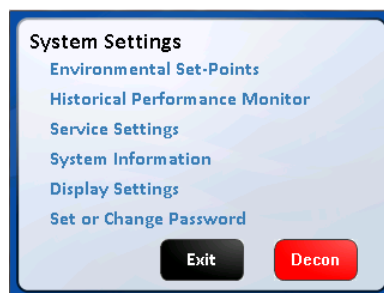 System Settings
Environmental Set-Points
Historical Performance Monitor
Service Settings
System Information
Display Settings
Set or Change Password
Exit Decon